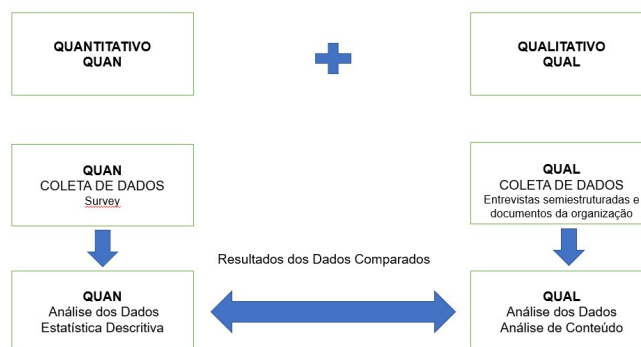 QUANTITATIVO
QUAN
QUALITATIVO
QUAL
QUAN
COLETA DE DADOS
Survey
QUAL
COLETA DE DADOS
Entrevistas semiestruturadas e
documentos da organização
Resultados dos Dados Comparados
QUAN
Análise dos Dados
Estatística Descritiva
QUAL
Análise dos Dados
Análise de Conteúdo